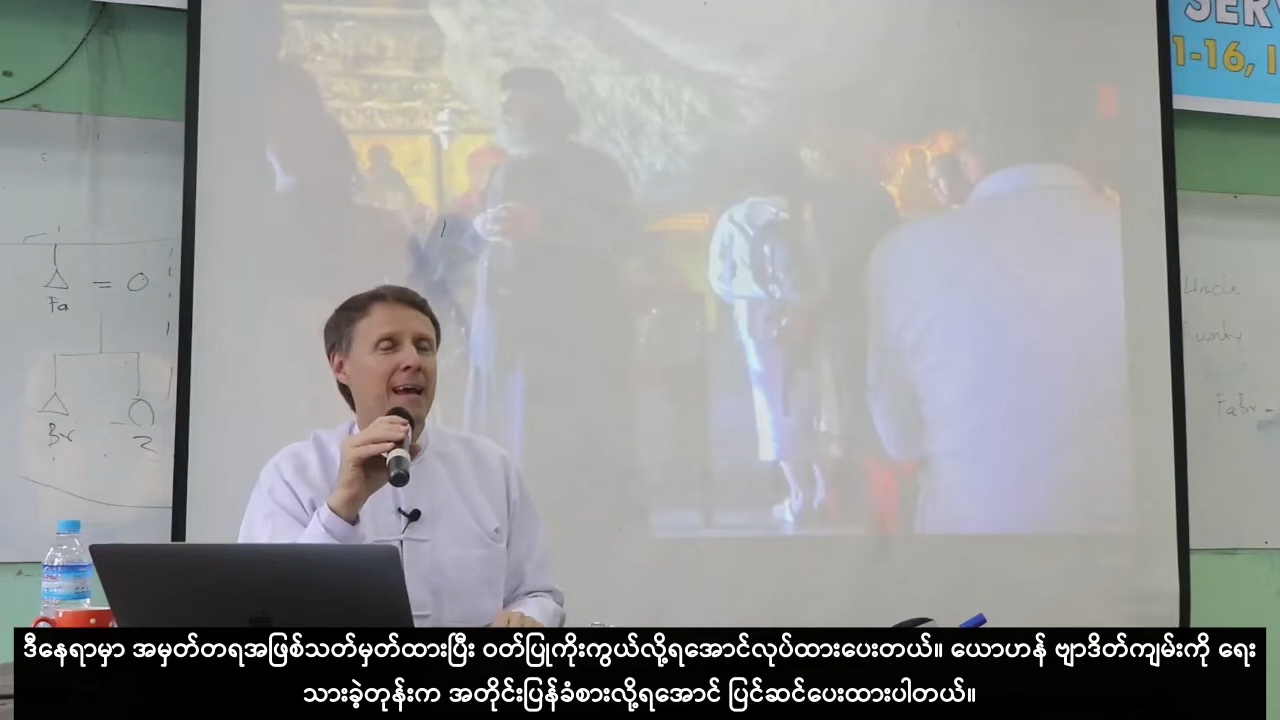 SERV
1-16, I
Fa
= O
Br
Z
Uncle
FaBr =
ဒီနေရာမှာ အမှတ်တရအဖြစ်သတ်မှတ်ထားပြီး ဝတ်ပြုကိုးကွယ်လို့ရအောင်လုပ်ထားပေးတယ်။ ယောဟန် ဗျာဒိတ်ကျမ်းကို ရေး
သားခဲ့တုန်းက အတိုင်းပြန်ခံစားလို့ရအောင် ပြင်ဆင်ပေးထားပါတယ်။